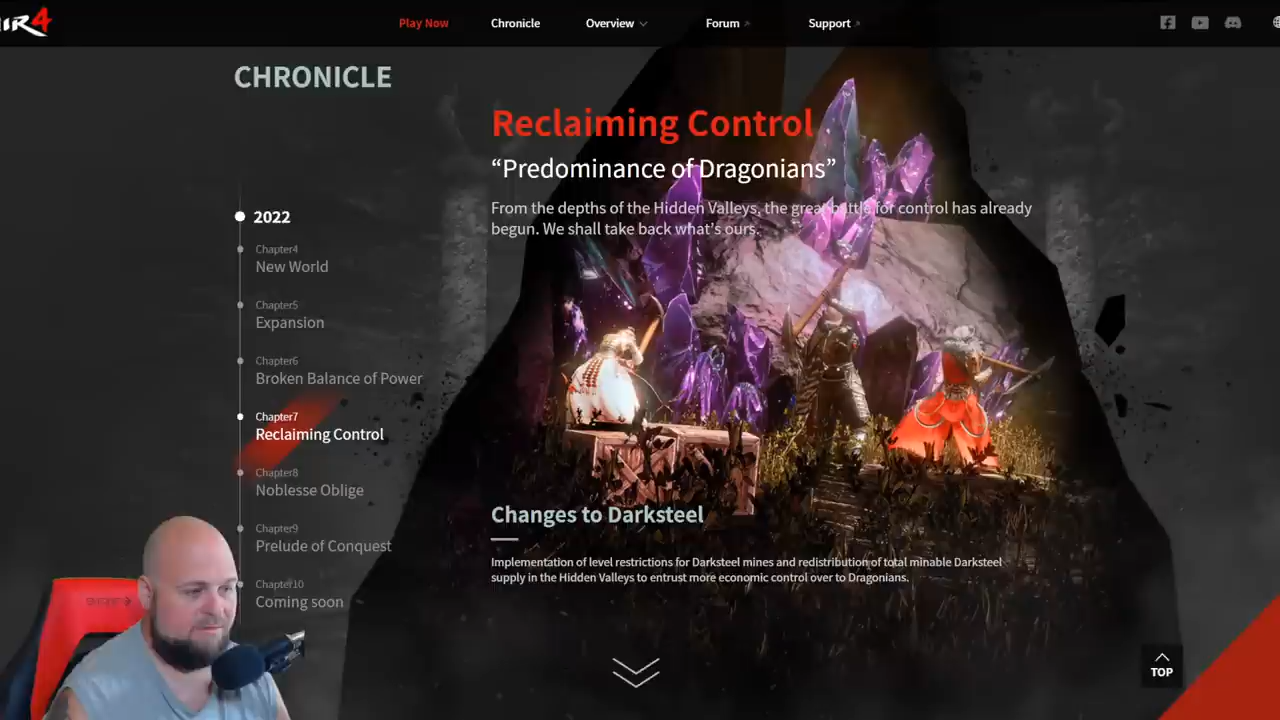 IR4
Play Now
Chronicle
Overview
Forum
Support
CHRONICLE
Reclaiming Control
“Predominance of Dragonians”
From the depths of the Hidden Valleys, the great battle for control has already
begun. We shall take back what's ours.
2022
Chapter4
New World
Chapter5
Expansion
Chapter6
Broken Balance of Power
Chapter7
Reclaiming Control
Chapter8
Noblesse Oblige
Chapter9
Prelude of Conquest
Chapter10
Coming soon
Changes to Darksteel
Implementation of level restrictions for Darksteel mines and redistribution of total minable Darksteel
supply in the Hidden Valleys to entrust more economic control over to Dragonians.
TOP